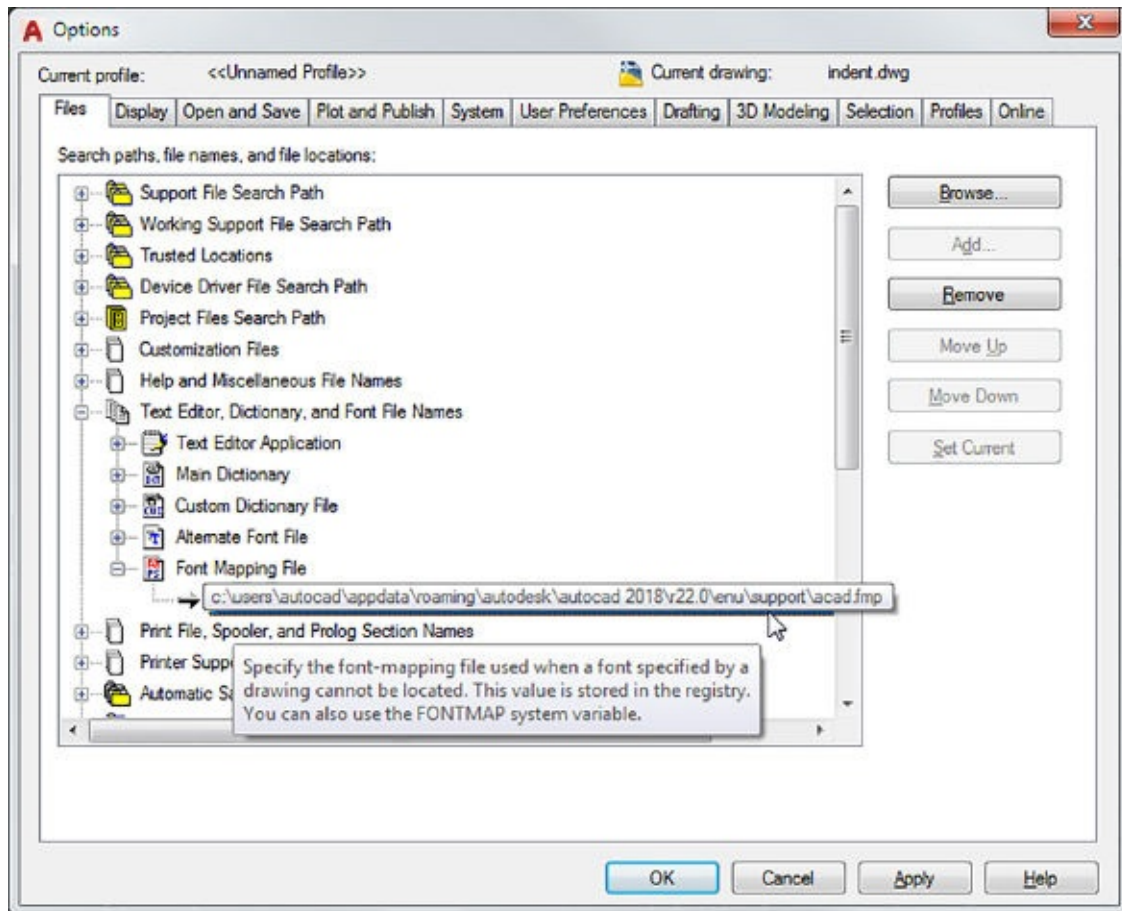 Options
Current profile: <<Unnamed Profile>> Current drawing: indent.dwg
Files Display Open and Save Plot and Publish System User Preferences Drafting 3D Modeling Selection Profiles Online
Search paths, file names, and file locations:
Support File Search Path
Working Support File Search Path
Trusted Locations
Device Driver File Search Path
Project Files Search Path
Customization Files
Help and Miscellaneous File Names
Text Editor, Dictionary, and Font File Names
Text Editor Application
Main Dictionary
Custom Dictionary File
Alternate Font File
Font Mapping File
c:\users\autocad\appdata\roaming\autodesk\autocad 2018\r22.0\enu\support\acad.fmp
Print File, Spooler, and Prolog Section Names
Printer Supp
Automatic Sa
Specify the font-mapping file used when a font specified by a
drawing cannot be located. This value is stored in the registry.
You can also use the FONTMAP system variable.
Browse...
Add...
Remove
Move Up
Move Down
Set Current
OK Cancel Apply Help